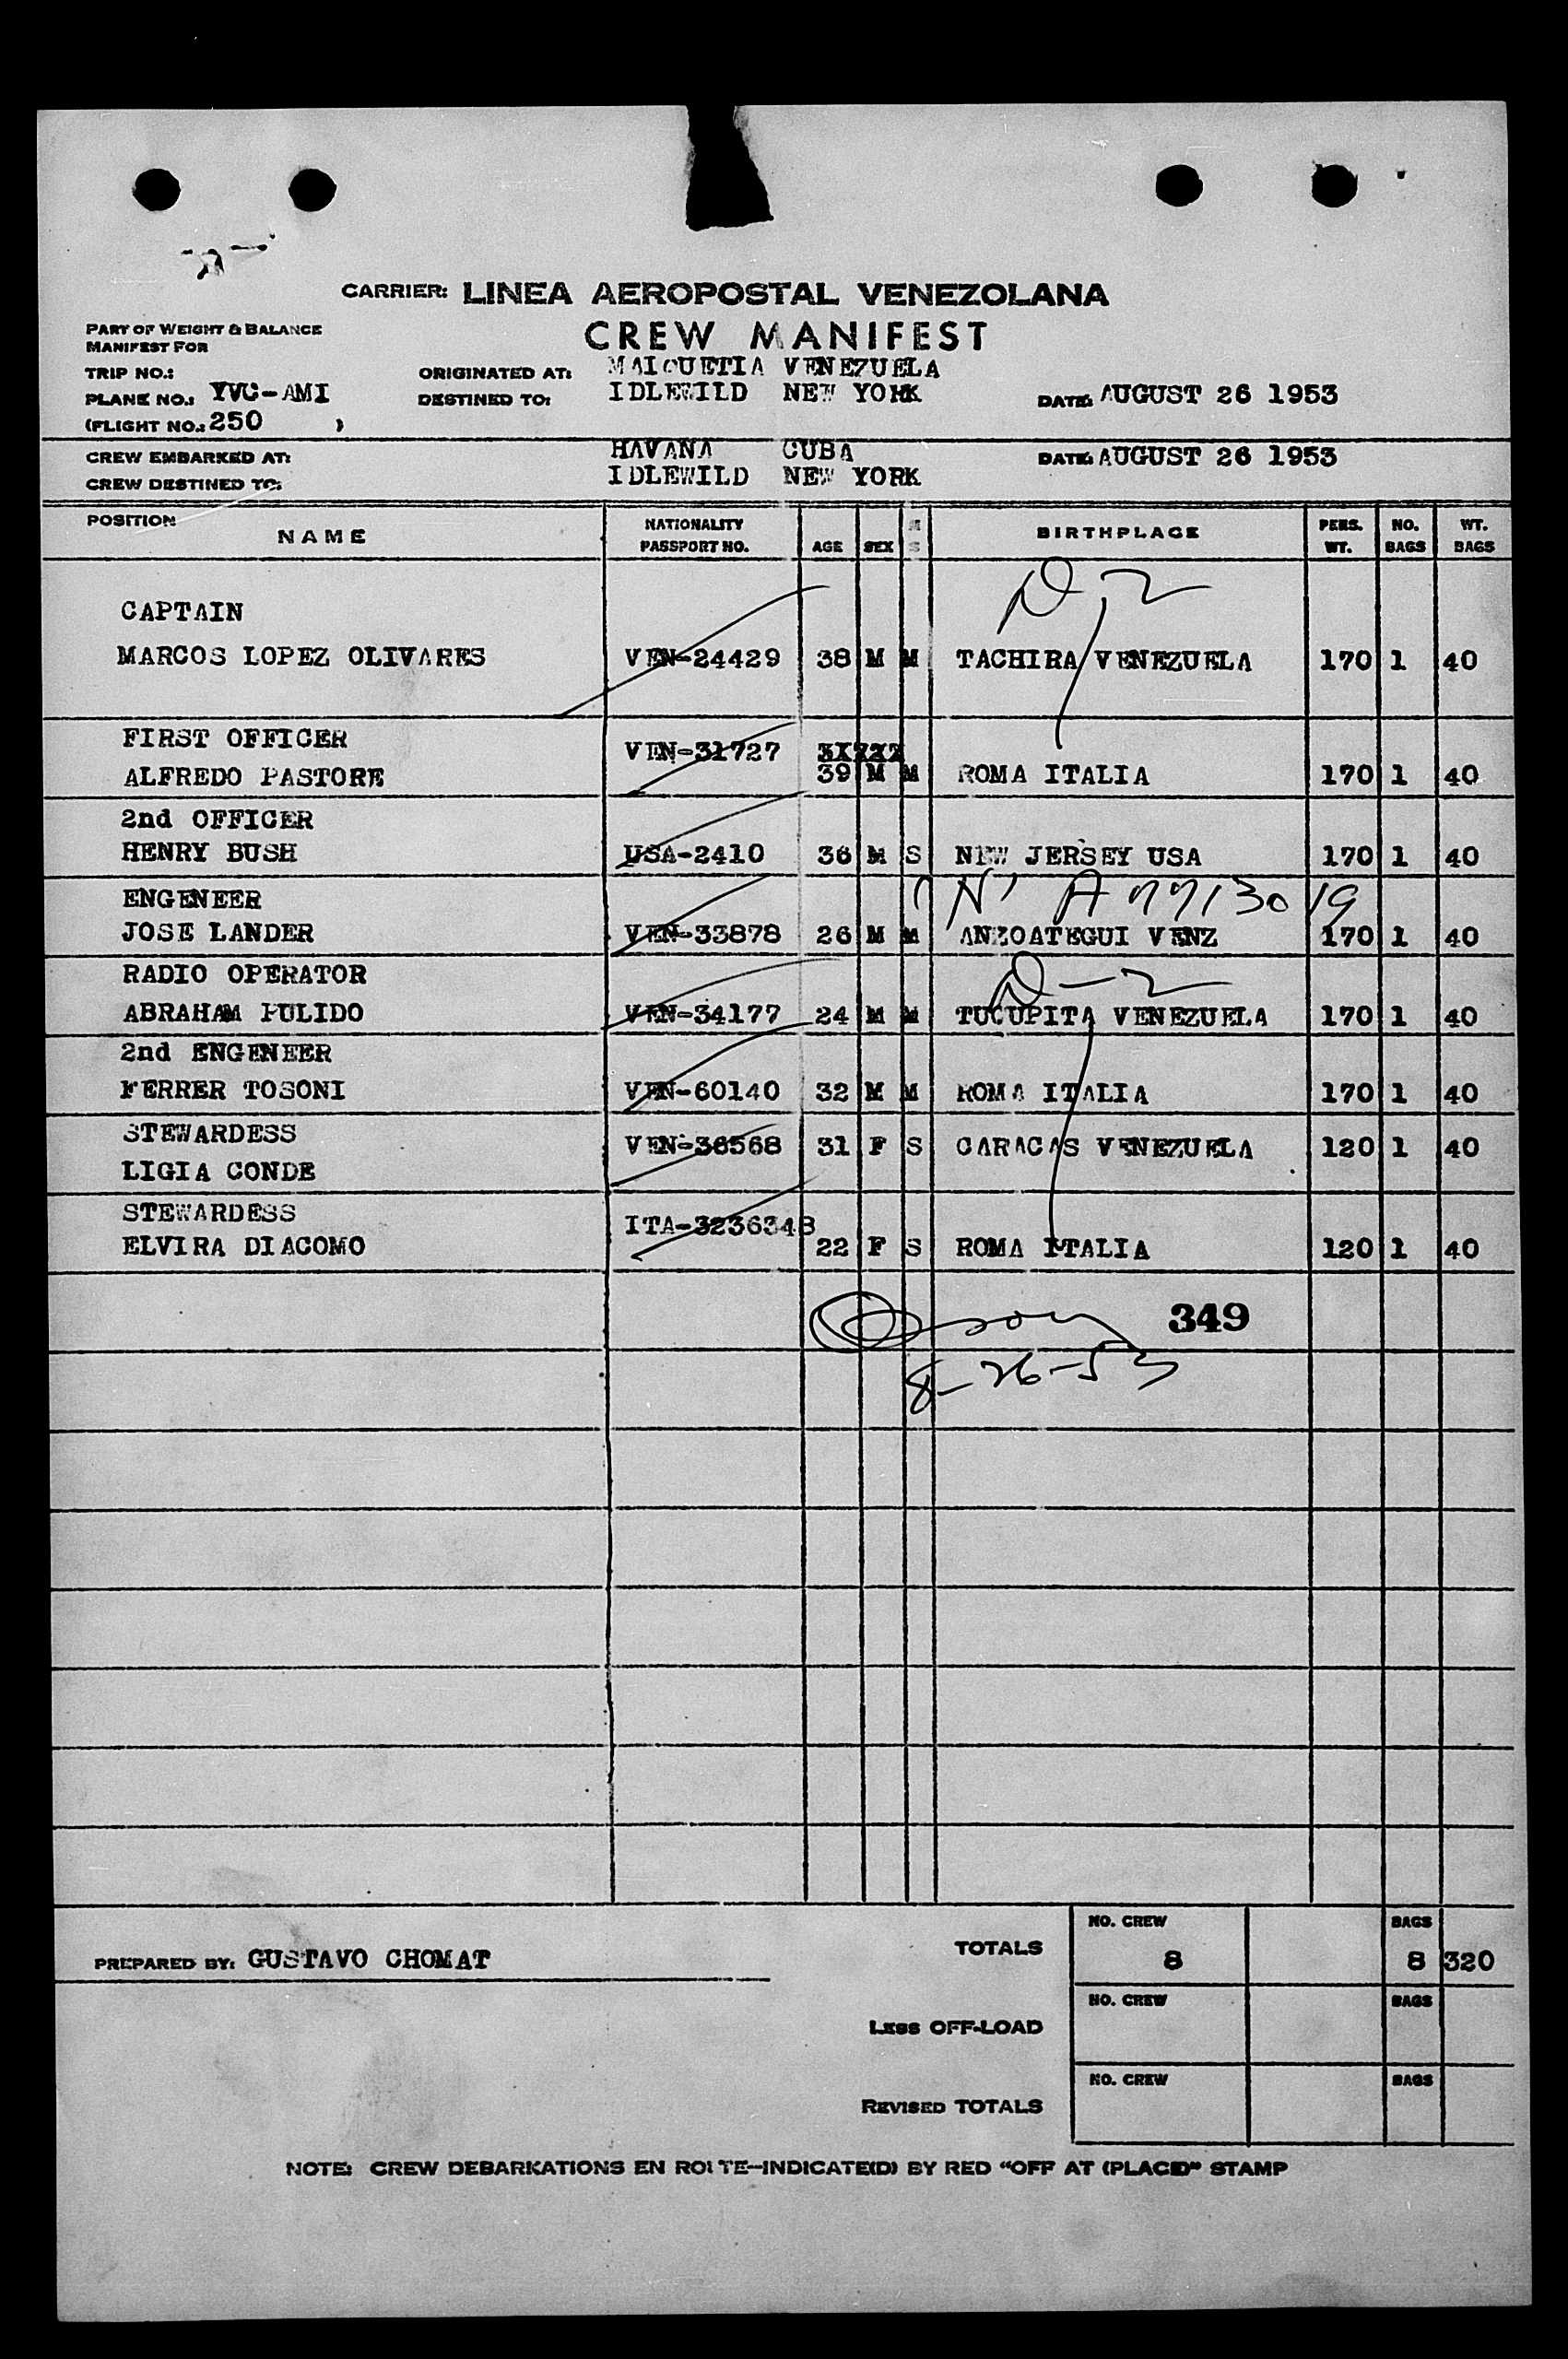 CARRIER: LINEA AEROPOSTAL VENEZOLANA
PART OF WEIGHT & BALANCE
MANIFEST FOR
CREW MANIFEST
TRIP NO.:
ORIGINATED AT: MAIQUETIA VENEZUELA
PLANE NO.: YVC-AMI
DESTINED TO: IDLEWILD NEW YORK
DATE: AUGUST 26 1953
(FLIGHT NO.: 250 )
CREW EMBARKED AT: HAVANA CUBA
DATE: AUGUST 26 1953
CREW DESTINED TO: IDLEWILD NEW YORK
POSITION NAME NATIONALITY PASSPORT NO. AGE SEX M S BIRTHPLACE PERS. WT. NO. BAGS WT. BAGS
D-2
CAPTAIN
MARCOS LOPEZ OLIVARES VEN-24429 38 M M TACHIRA VENEZUELA 170 1 40
FIRST OFFICER
ALFREDO PASTORE VEN-31727 39 M M ROMA ITALIA 170 1 40
2nd OFFICER
HENRY BUSH USA-2410 36 M S NEW JERSEY USA 170 1 40
ENGENEER
JOSE LANDER VEN-33878 26 M M ANZOATEGUI VENZ 170 1 40
RADIO OPERATOR
D-2
ABRAHAM PULIDO VEN-34177 24 M M TUCUPITA VENEZUELA 170 1 40
2nd ENGENEER
FERRER TOSONI VEN-60140 32 M M ROMA ITALIA 170 1 40
STEWARDESS
LIGIA CONDE VEN-36568 31 F S CARACAS VENEZUELA 120 1 40
STEWARDESS
ELVIRA DIACOMO ITA-3236348 22 F S ROMA ITALIA 120 1 40
349
8-26-53
PREPARED BY: GUSTAVO CHOMAT
TOTALS NO. CREW 8 BAGS 8 320
LESS OFF-LOAD NO. CREW BAGS
REVISED TOTALS NO. CREW BAGS
NOTE: CREW DEBARKATIONS EN ROUTE-INDICATE(D) BY RED "OFF AT (PLACE)" STAMP